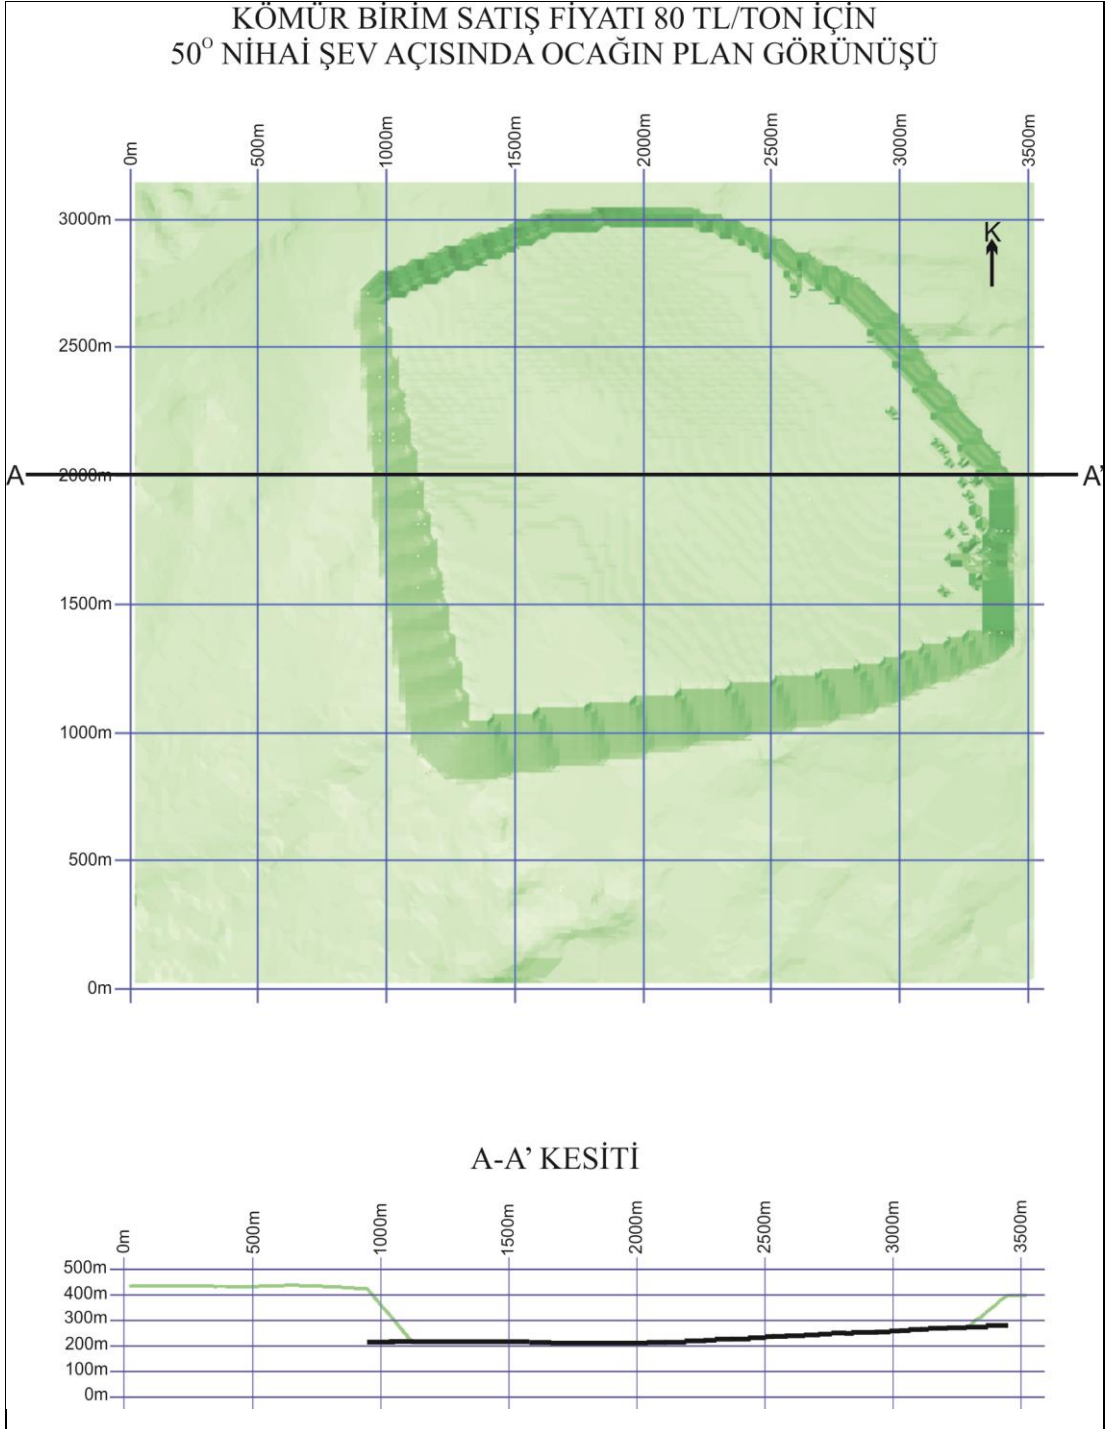 KÖMÜR BİRİM SATIŞ FİYATI 80 TL/TON İÇİN
50° NİHAİ ŞEV AÇISINDA OCAĞIN PLAN GÖRÜNÜŞÜ
0m 500m 1000m 1500m 2000m 2500m 3000m 3500m
3000m
K
2500m
A 2000m A'
1500m
1000m
500m
0m
A-A' KESİTİ
0m 500m 1000m 1500m 2000m 2500m 3000m 3500m
500m
400m
300m
200m
100m
0m